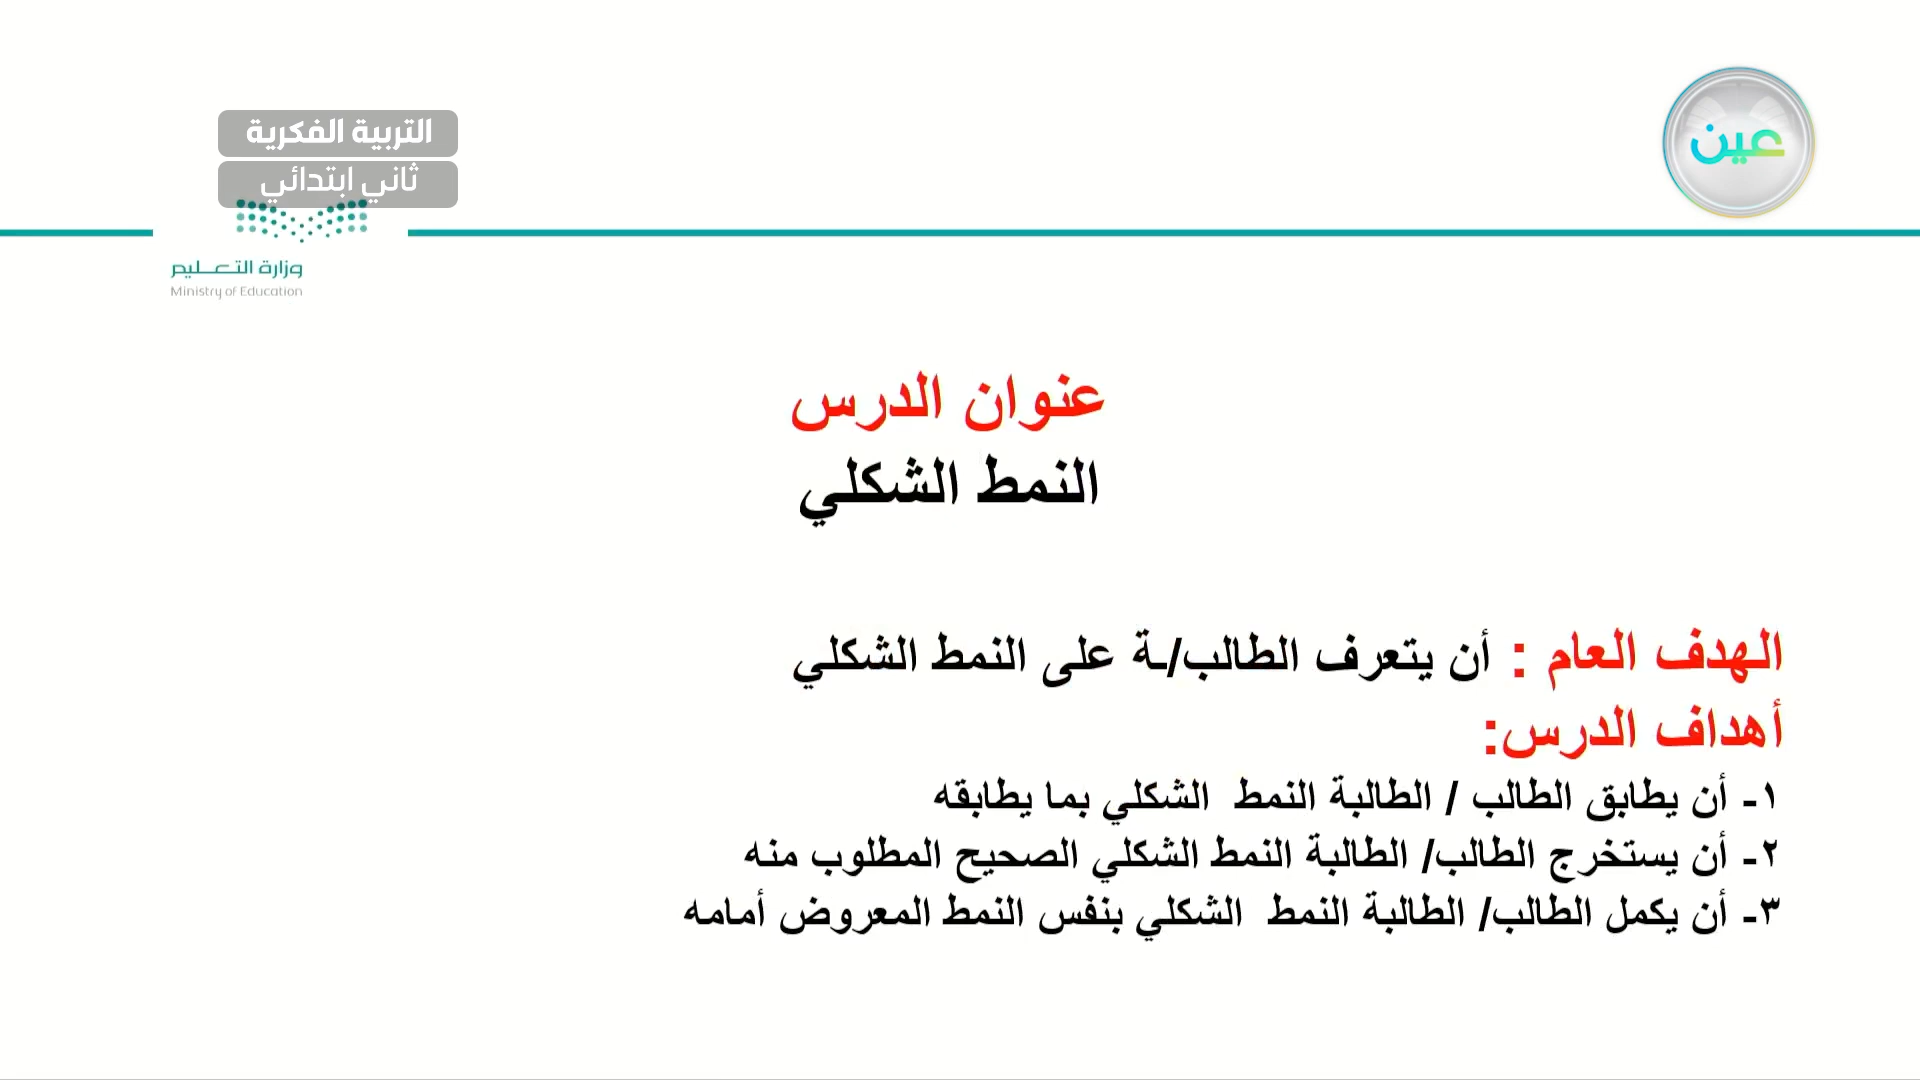 التربية الفكرية
ثاني ابتدائي
عين
وزارة التعليم
Ministry of Education
عنوان الدرس
النمط الشكلي
الهدف العام : أن يتعرف الطالب/ـة على النمط الشكلي
أهداف الدرس:
١- أن يطابق الطالب / الطالبة النمط الشكلي بما يطابقه
٢- أن يستخرج الطالب/ الطالبة النمط الشكلي الصحيح المطلوب منه
٣- أن يكمل الطالب/ الطالبة النمط الشكلي بنفس النمط المعروض أمامه